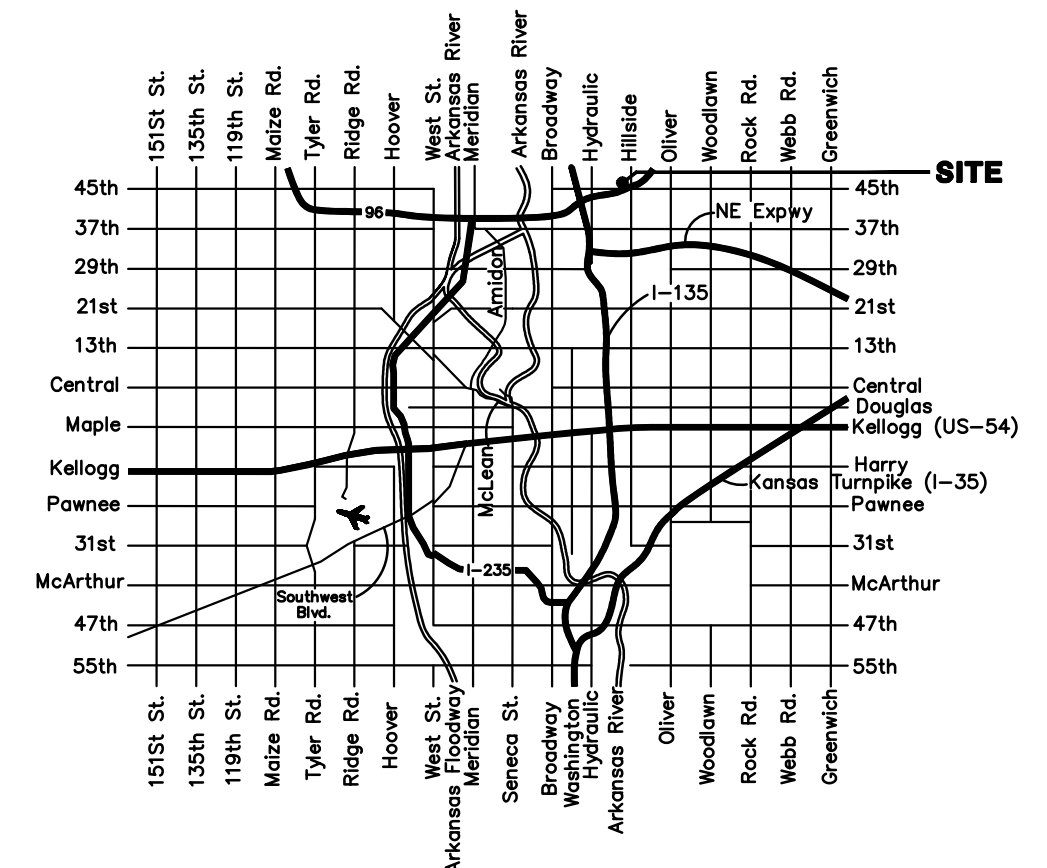 151St St.
135th St.
119th St.
Maize Rd.
Tyler Rd.
Ridge Rd.
Hoover
West St.
Arkansas River
Meridian
Arkansas River
Broadway
Hydraulic
Hillside
Oliver
Woodlawn
Rock Rd.
Webb Rd.
Greenwich
SITE
45th
45th
96
NE Expwy
37th
37th
29th
29th
Amidon
I-135
21st
21st
13th
13th
Central
Central
Douglas
Maple
Kellogg (US-54)
Kellogg
Harry
McLean
Kansas Turnpike (I-35)
Pawnee
Pawnee
31st
31st
I-235
McArthur
McArthur
Southwest
Blvd.
47th
47th
55th
55th
151St St.
135th St.
119th St.
Maize Rd.
Tyler Rd.
Ridge Rd.
Hoover
West St.
Arkansas Floodway
Meridian
Seneca St.
Broadway
Washington
Hydraulic
Arkansas River
Oliver
Woodlawn
Rock Rd.
Webb Rd.
Greenwich